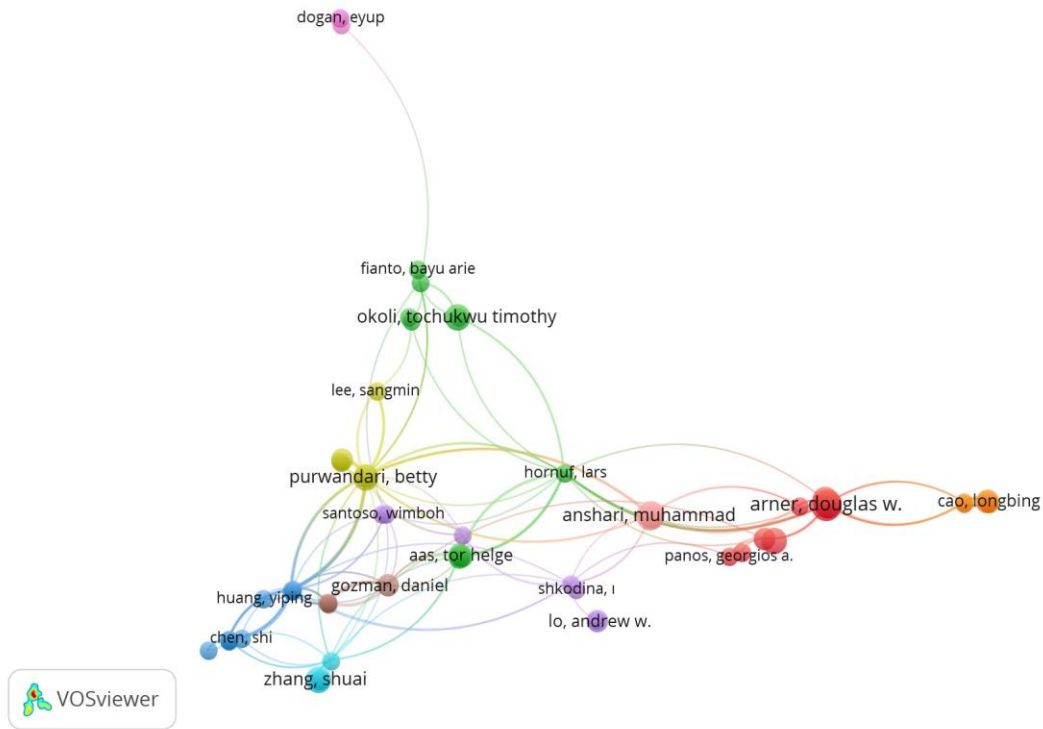 dogan, eyup
fianto, bayu arie
okoli, tochukwu timothy
lee, sangmin
purwandari, betty
hornuf, lars
santoso, wimboh
anshari, muhammad
arner, douglas w.
cao, longbing
aas, tor helge
panos, georgios a.
gozman, daniel
shkodina, i
huang, yiping
lo, andrew w.
chen, shi
zhang, shuai
VOSviewer